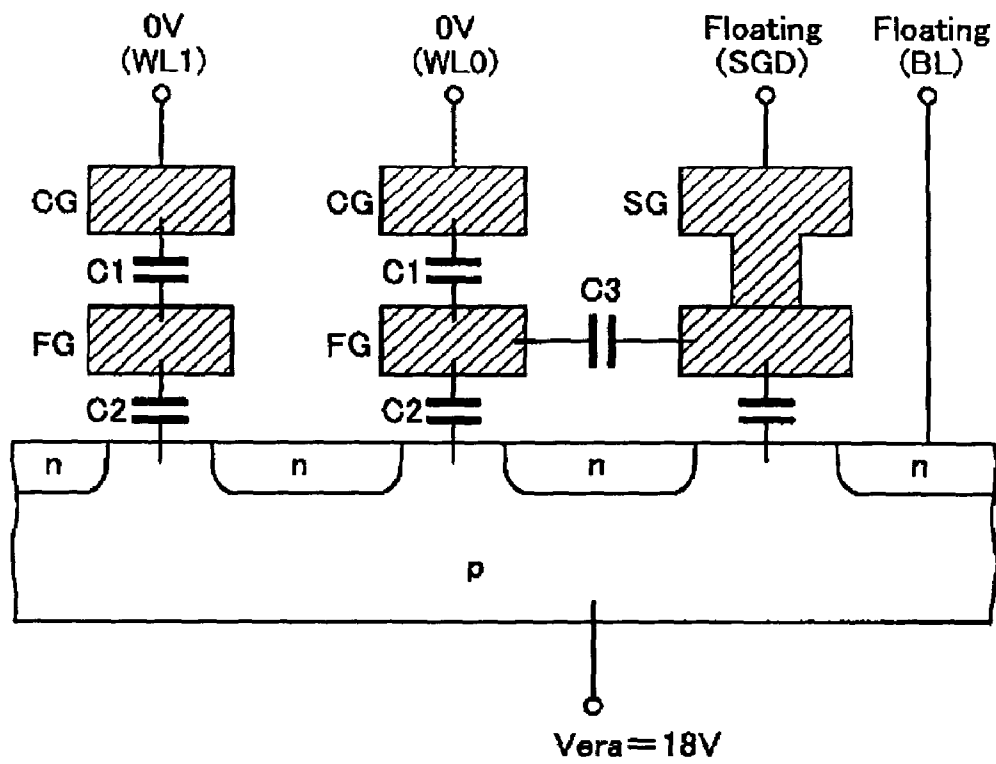 0V
(WL1)
0V
(WL0)
Floating
(SGD)
Floating
(BL)
CG
CG
SG
C1
C1
C3
FG
FG
C2
C2
n
n
n
n
p
Vera=18V